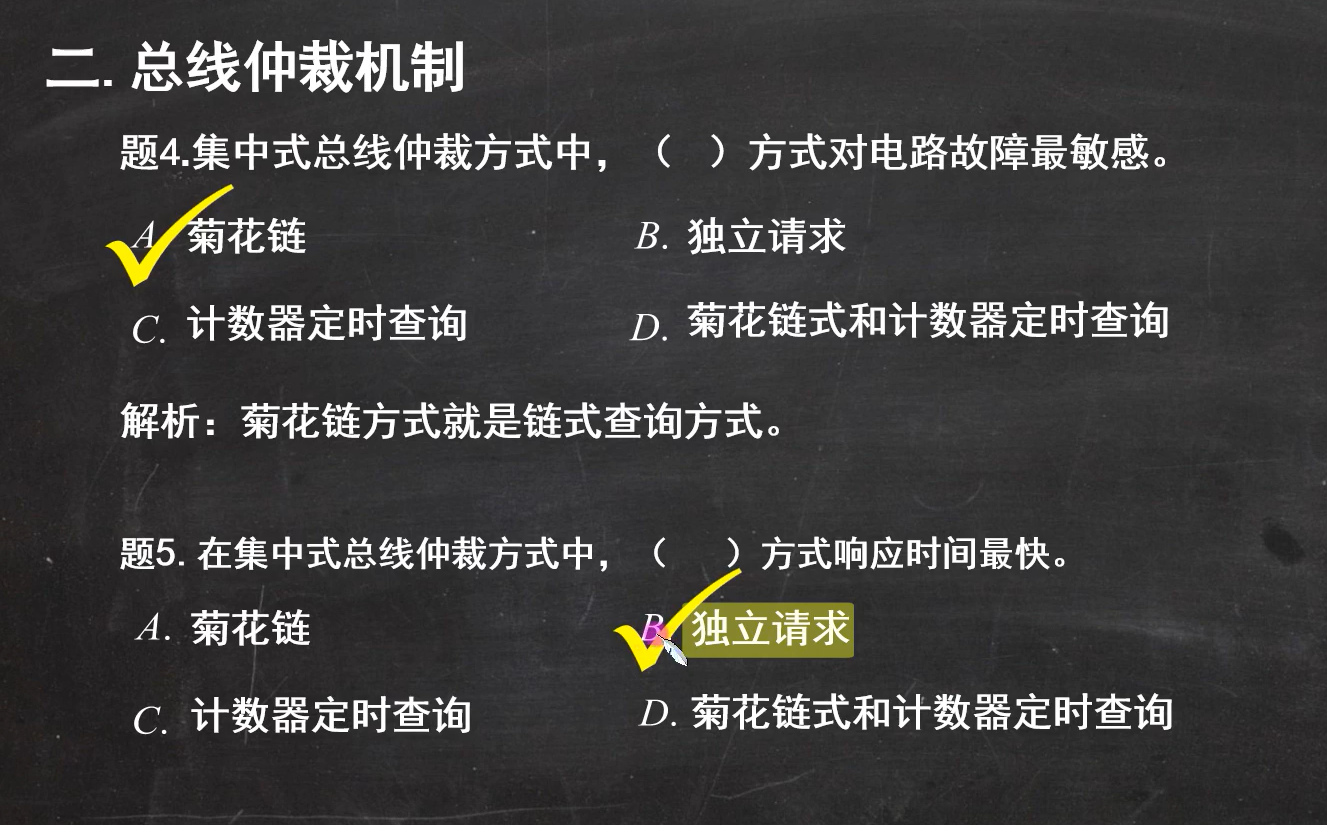 二. 总线仲裁机制
题4.集中式总线仲裁方式中，（ ）方式对电路故障最敏感。
A. 菊花链 B. 独立请求
C. 计数器定时查询 D. 菊花链式和计数器定时查询
解析：菊花链方式就是链式查询方式。
题5. 在集中式总线仲裁方式中，（ ）方式响应时间最快。
A. 菊花链 B. 独立请求
C. 计数器定时查询 D. 菊花链式和计数器定时查询